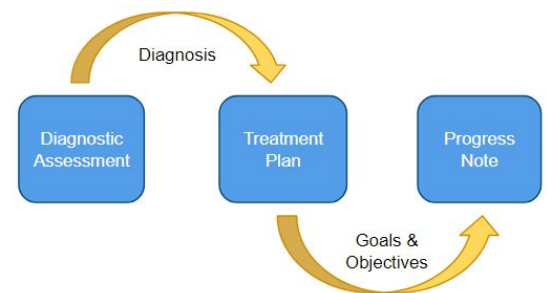 Diagnosis
Diagnostic
Assessment
Treatment
Plan
Progress
Note
Goals &
Objectives